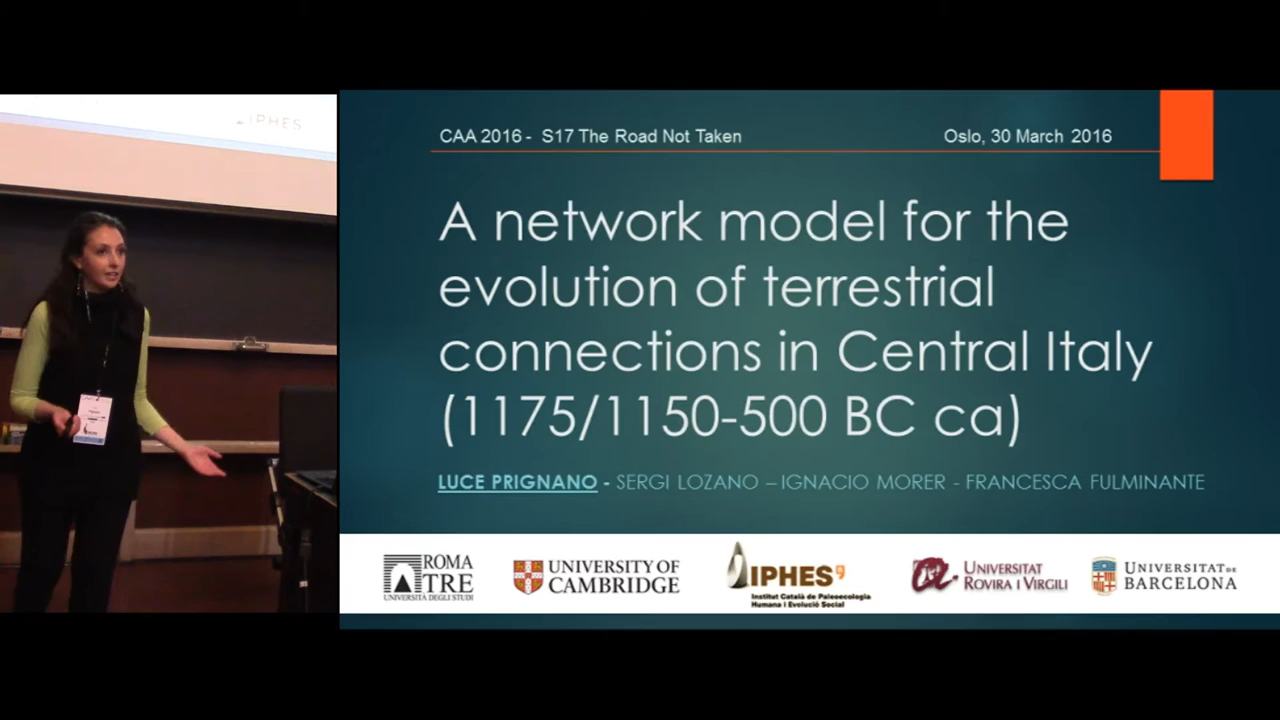 IPHES
CAA 2016 - S17 The Road Not Taken
Oslo, 30 March 2016
A network model for the
evolution of terrestrial
connections in Central Italy
(1175/1150-500 BC ca)
LUCE PRIGNANO - SERGI LOZANO – IGNACIO MORER - FRANCESCA FULMINANTE
ROMA
TRE
UNIVERSITÀ DEGLI STUDI
UNIVERSITY OF
CAMBRIDGE
IPHES
Institut Català de Paleoecologia
Humana i Evolució Social
UNIVERSITAT
ROVIRA I VIRGILI
UNIVERSITAT DE
BARCELONA